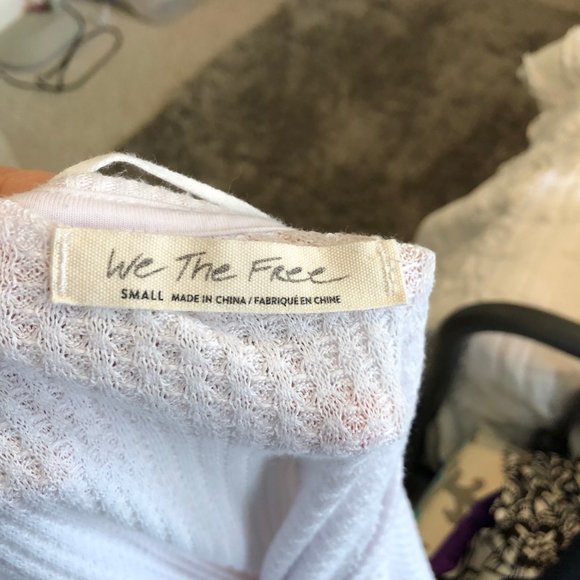 We The Free
SMALL MADE IN CHINA / FABRIQUÉ EN CHINE